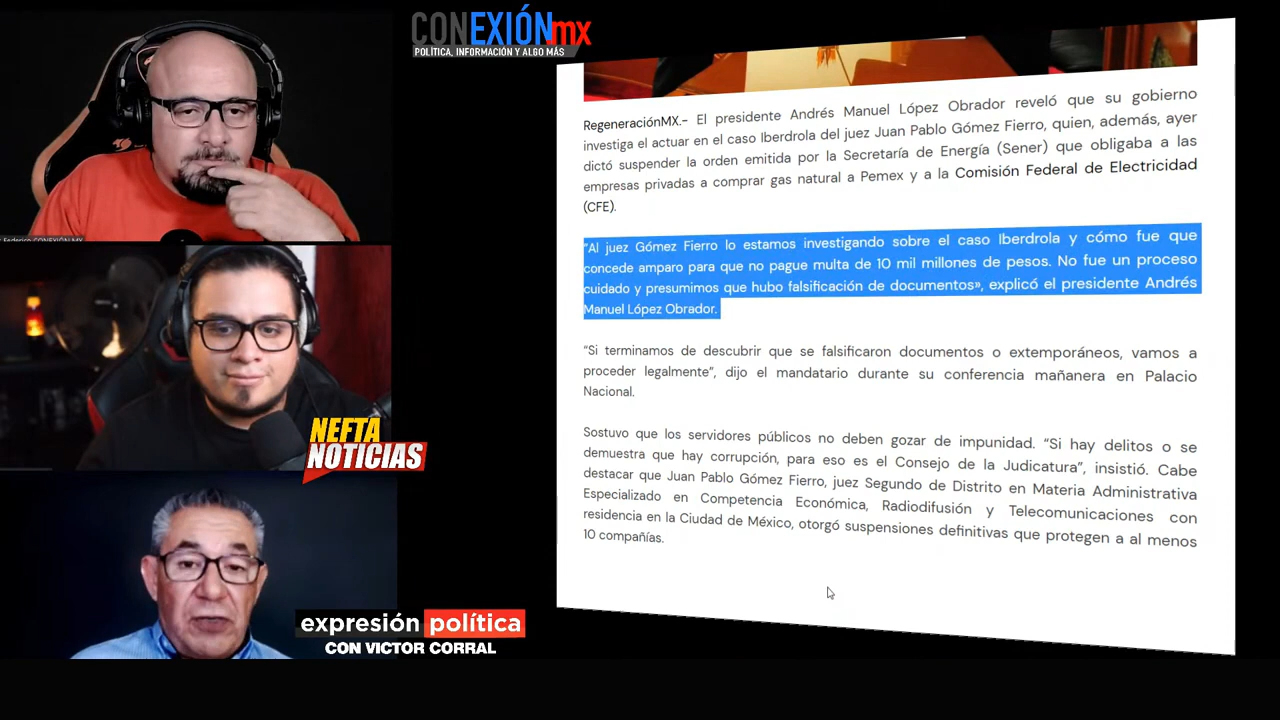 CONEXIÓNmx
POLÍTICA, INFORMACIÓN Y ALGO MÁS
Federico CONEXIÓN MX
NEFTA
NOTICIAS
expresión política
CON VICTOR CORRAL
RegeneraciónMX.- El presidente Andrés Manuel López Obrador reveló que su gobierno
investiga el actuar en el caso Iberdrola del juez Juan Pablo Gómez Fierro, quien, además, ayer
dictó suspender la orden emitida por la Secretaría de Energía (Sener) que obligaba a las
empresas privadas a comprar gas natural a Pemex y a la Comisión Federal de Electricidad
(CFE).
“Al juez Gómez Fierro lo estamos investigando sobre el caso Iberdrola y cómo fue que
concede amparo para que no pague multa de 10 mil millones de pesos. No fue un proceso
cuidado y presumimos que hubo falsificación de documentos», explicó el presidente Andrés
Manuel López Obrador.
“Si terminamos de descubrir que se falsificaron documentos o extemporáneos, vamos a
proceder legalmente”, dijo el mandatario durante su conferencia mañanera en Palacio
Nacional.
Sostuvo que los servidores públicos no deben gozar de impunidad. “Si hay delitos o se
demuestra que hay corrupción, para eso es el Consejo de la Judicatura”, insistió. Cabe
destacar que Juan Pablo Gómez Fierro, juez Segundo de Distrito en Materia Administrativa
Especializado en Competencia Económica, Radiodifusión y Telecomunicaciones con
residencia en la Ciudad de México, otorgó suspensiones definitivas que protegen a al menos
10 compañías.